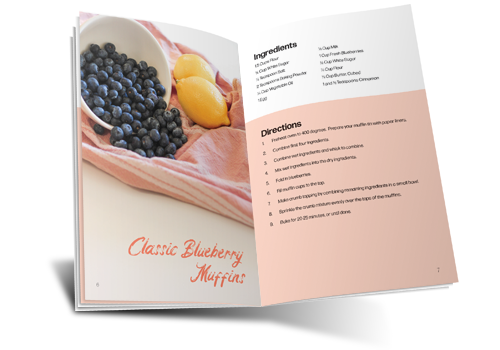 Classic Blueberry
Muffins
6
Ingredients
1.5 Cups Flour
¾ Cup White Sugar
½ Teaspoon Salt
2 Teaspoons Baking Powder
⅓ Cup Vegetable Oil
1 Egg
⅓ Cup Milk
1 Cup Fresh Blueberries
½ Cup White Sugar
⅓ Cup Flour
¼ Cup Butter, Cubed
1 and ½ Teaspoons Cinnamon
Directions
1. Preheat oven to 400 degrees. Prepare your muffin tin with paper liners.
2. Combine first four ingredients.
3. Combine wet ingredients and whisk to combine.
4. Mix wet ingredients into the dry ingredients.
5. Fold in blueberries.
6. Fill muffin cups to the top.
7. Make crumb topping by combining remaining ingredients in a small bowl.
8. Sprinkle the crumb mixture evenly over the tops of the muffins.
9. Bake for 20-25 minutes, or until done.
7